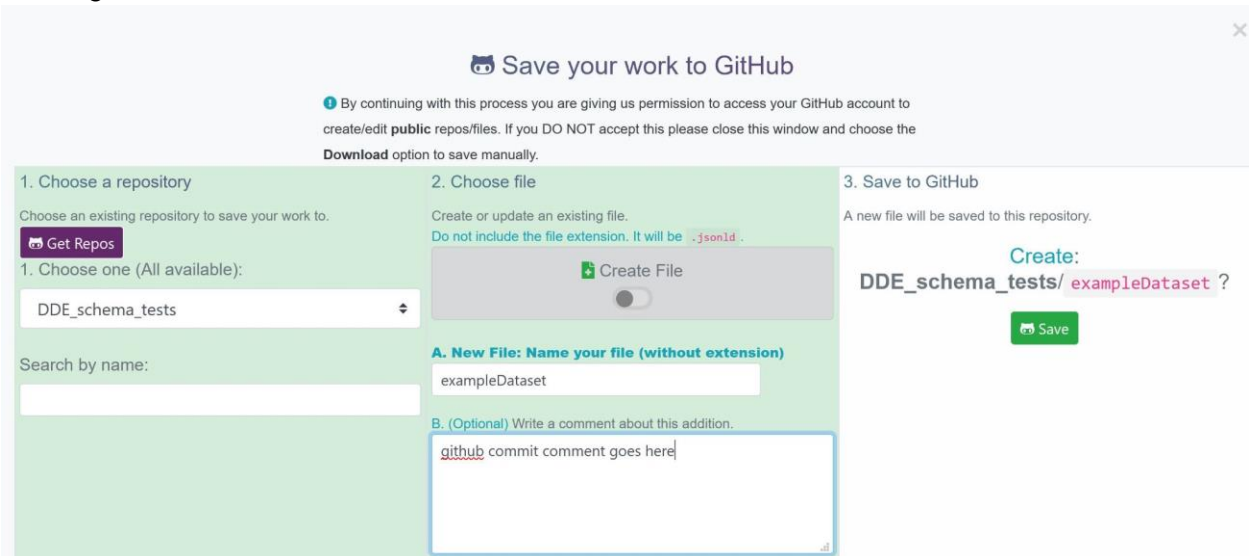 ×
Save your work to GitHub
By continuing with this process you are giving us permission to access your GitHub account to
create/edit public repos/files. If you DO NOT accept this please close this window and choose the
Download option to save manually.
1. Choose a repository
Choose an existing repository to save your work to.
Get Repos
1. Choose one (All available):
DDE_schema_tests
Search by name:
2. Choose file
Create or update an existing file.
Do not include the file extension. It will be .jsonld .
Create File
A. New File: Name your file (without extension)
exampleDataset
B. (Optional) Write a comment about this addition.
github commit comment goes here
3. Save to GitHub
A new file will be saved to this repository.
Create:
DDE_schema_tests/ exampleDataset ?
Save